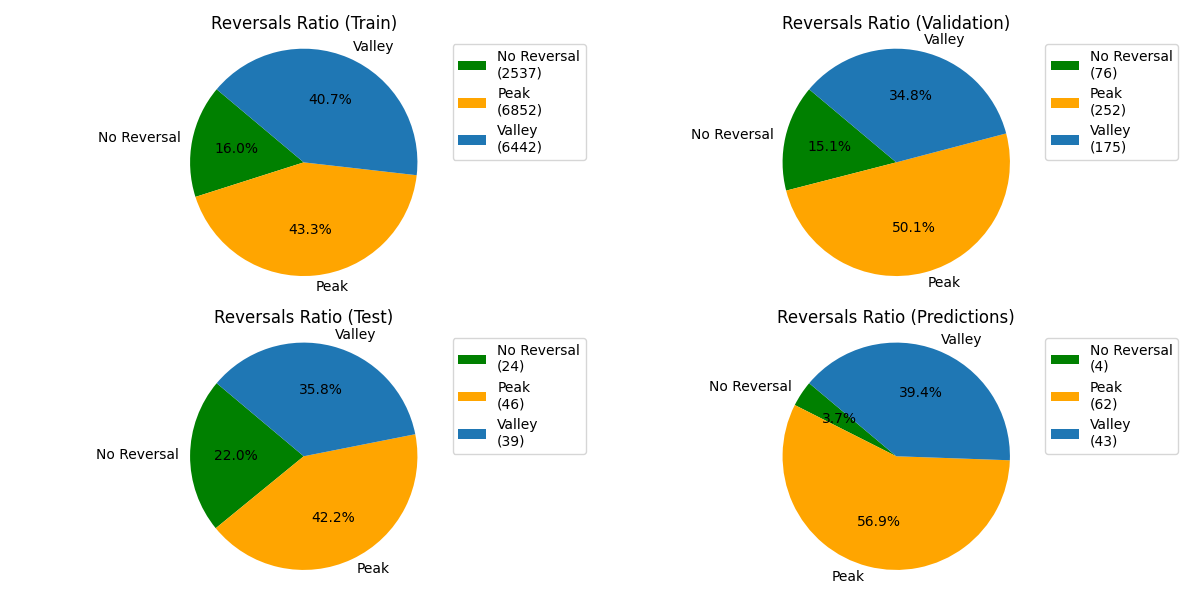 Reversals Ratio (Train)
Valley
40.7%
No Reversal
16.0%
43.3%
Peak
No Reversal
(2537)
Peak
(6852)
Valley
(6442)
Reversals Ratio (Validation)
Valley
34.8%
No Reversal
15.1%
50.1%
Peak
No Reversal
(76)
Peak
(252)
Valley
(175)
Reversals Ratio (Test)
Valley
35.8%
No Reversal
22.0%
42.2%
Peak
No Reversal
(24)
Peak
(46)
Valley
(39)
Reversals Ratio (Predictions)
Valley
39.4%
No Reversal
3.7%
56.9%
Peak
No Reversal
(4)
Peak
(62)
Valley
(43)